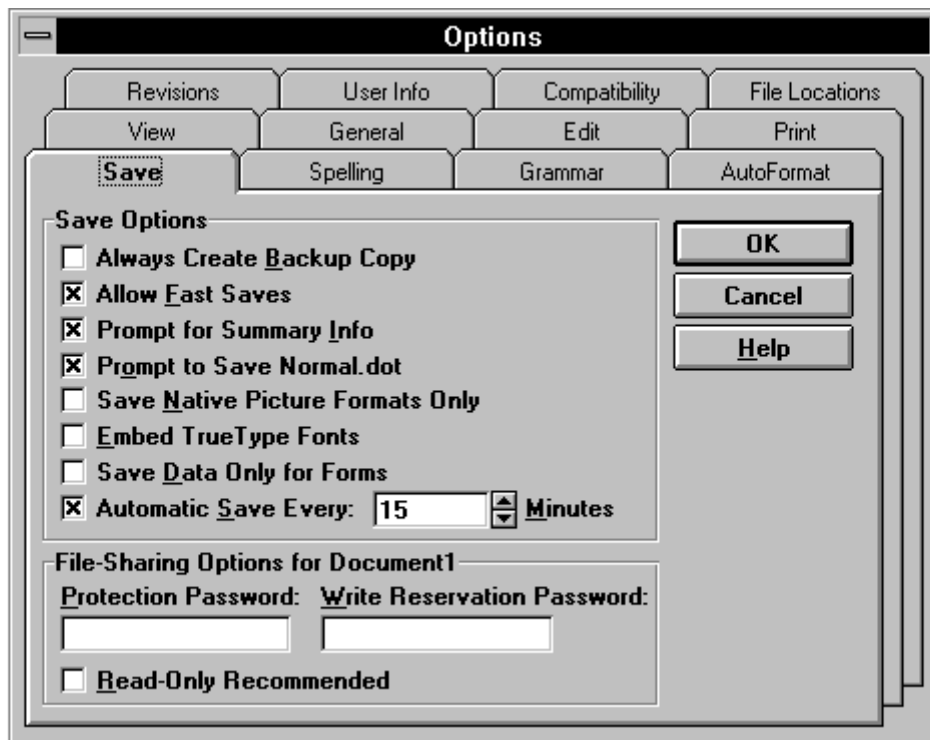 Options
Revisions User Info Compatibility File Locations
View General Edit Print
Save Spelling Grammar AutoFormat
Save Options
Always Create Backup Copy
OK
Allow Fast Saves
Cancel
Prompt for Summary Info
Help
Prompt to Save Normal.dot
Save Native Picture Formats Only
Embed TrueType Fonts
Save Data Only for Forms
Automatic Save Every: 15 Minutes
File-Sharing Options for Document1
Protection Password: Write Reservation Password:
Read-Only Recommended